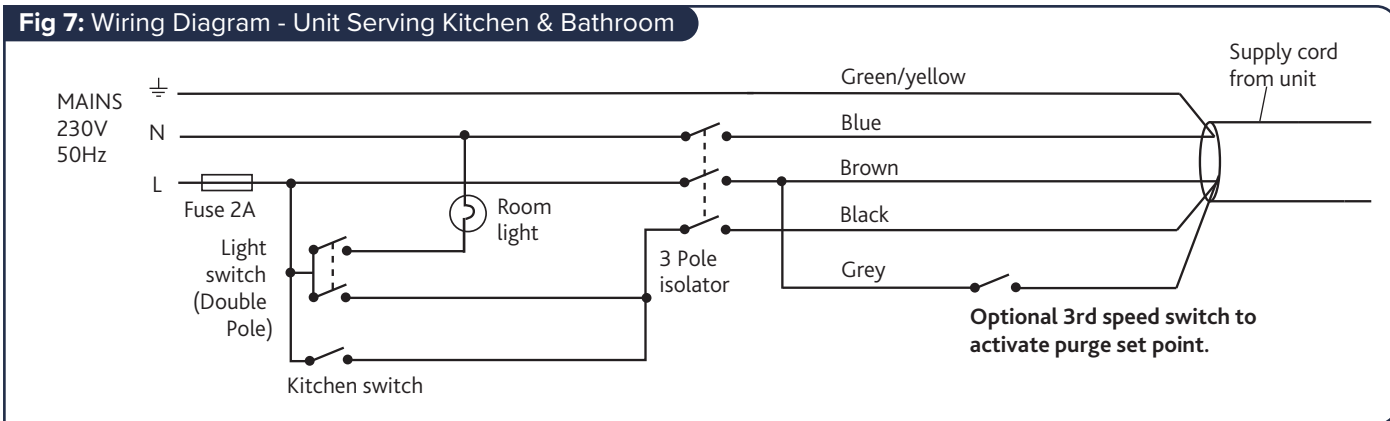 Fig 7: Wiring Diagram - Unit Serving Kitchen & Bathroom
Supply cord
from unit
MAINS
230V
50Hz
Green/yellow
N
Blue
L
Brown
Fuse 2A
Room
light
Black
Light
switch
(Double
Pole)
3 Pole
isolator
Grey
Optional 3rd speed switch to
activate purge set point.
Kitchen switch